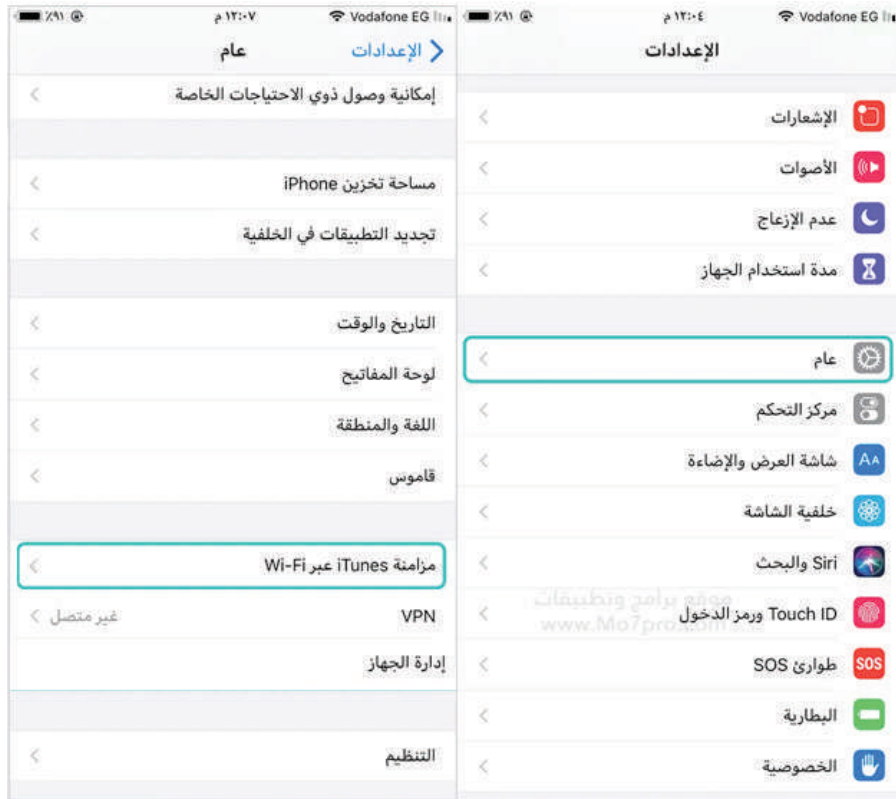 Vodafone EG ١٢:٠٤ م ٩١٪
الإعدادات
الإشعارات
الأصوات
عدم الإزعاج
مدة استخدام الجهاز
عام
مركز التحكم
AA شاشة العرض والإضاءة
خلفية الشاشة
Siri والبحث
موقع برامج وتطبيقات
www.Mo7pro.com
Touch ID ورمز الدخول
SOS طوارئ SOS
البطارية
الخصوصية
Vodafone EG ١٢:٠٧ م ٩١٪
الإعدادات عام
إمكانية وصول ذوي الاحتياجات الخاصة
مساحة تخزين iPhone
تجديد التطبيقات في الخلفية
التاريخ والوقت
لوحة المفاتيح
اللغة والمنطقة
قاموس
مزامنة iTunes عبر Wi-Fi
VPN غير متصل
إدارة الجهاز
التنظيم